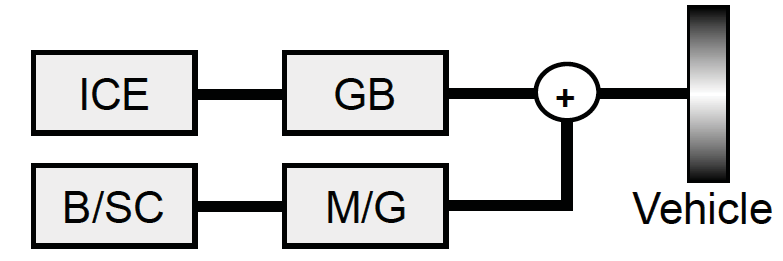 ICE
GB
+
B/SC
M/G
Vehicle